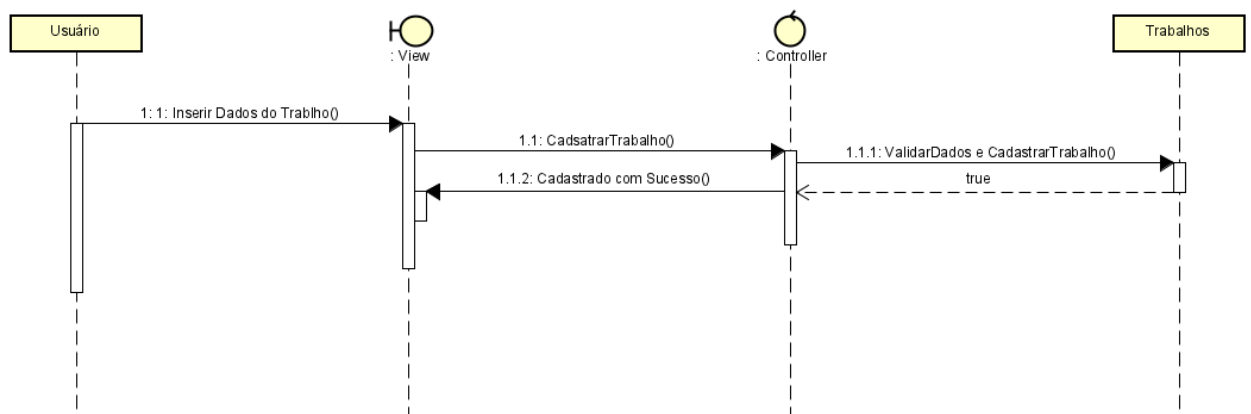 Usuário
: View
: Controller
Trabalhos
1: 1: Inserir Dados do Trablho()
1.1: CadsatrarTrabalho()
1.1.1: ValidarDados e CadastrarTrabalho()
1.1.2: Cadastrado com Sucesso()
true